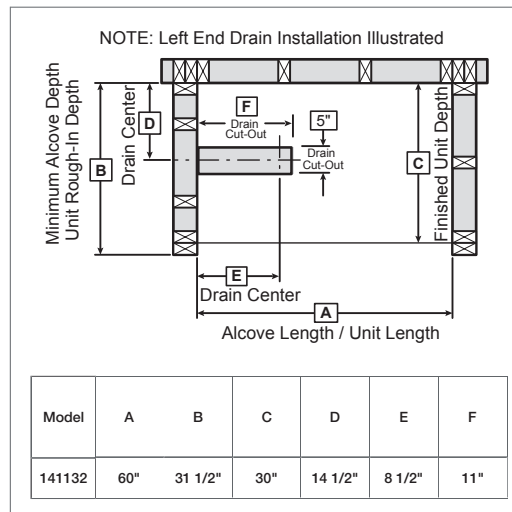 NOTE: Left End Drain Installation Illustrated
Minimum Alcove Depth
Unit Rough-In Depth
B
Drain Center
D
F
Drain
Cut-Out
5"
Drain
Cut-Out
C
Finished Unit Depth
E
Drain Center
A
Alcove Length / Unit Length
Model A B C D E F
141132 60" 31 1/2" 30" 14 1/2" 8 1/2" 11"